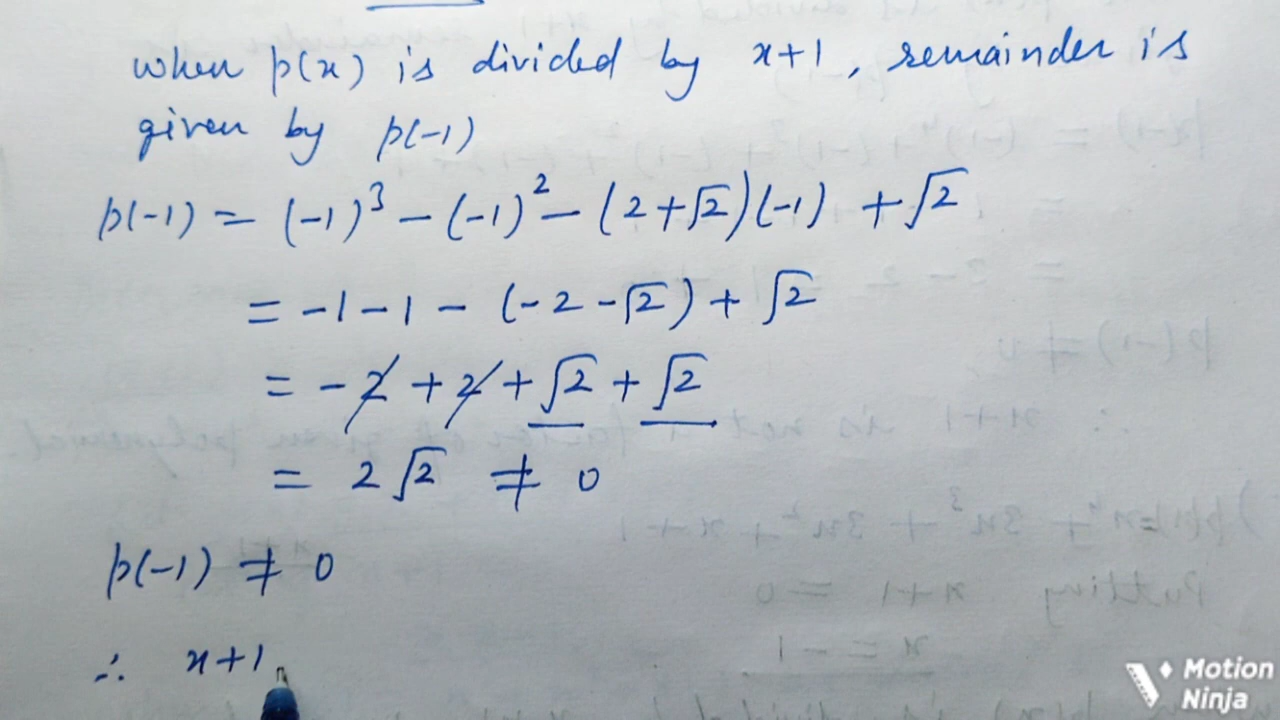 when p(x) is divided by x+1, remainder is
given by p(-1)
p(-1) = (-1)³ - (-1)² - (2+√2)(-1) + √2
= -1 - 1 - (-2 - √2) + √2
= -2 + 2 + √2 + √2
= 2√2 ≠ 0
p(-1) ≠ 0
∴ x+1
Motion
Ninja